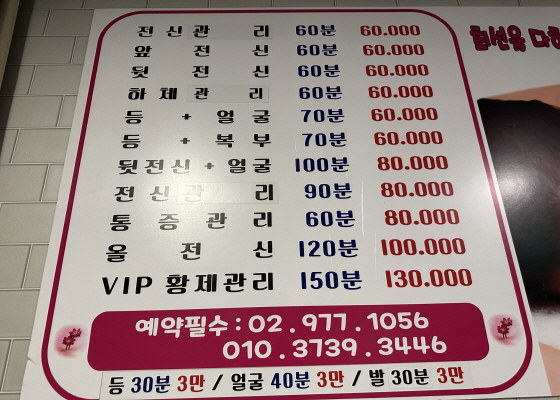 전신관리 60분 60.000
앞 전신 60분 60.000
뒷 전신 60분 60.000
하체관리 60분 60.000
등 + 얼굴 70분 60.000
등 + 복부 70분 60.000
뒷전신 + 얼굴 100분 80.000
전신관리 90분 80.000
통증관리 60분 80.000
올 전신 120분 100.000
VIP 황제관리 150분 130.000
예약필수 : 02 . 977 . 1056
010 . 3739 . 3446
등 30분 3만 / 얼굴 40분 3만 / 발 30분 3만